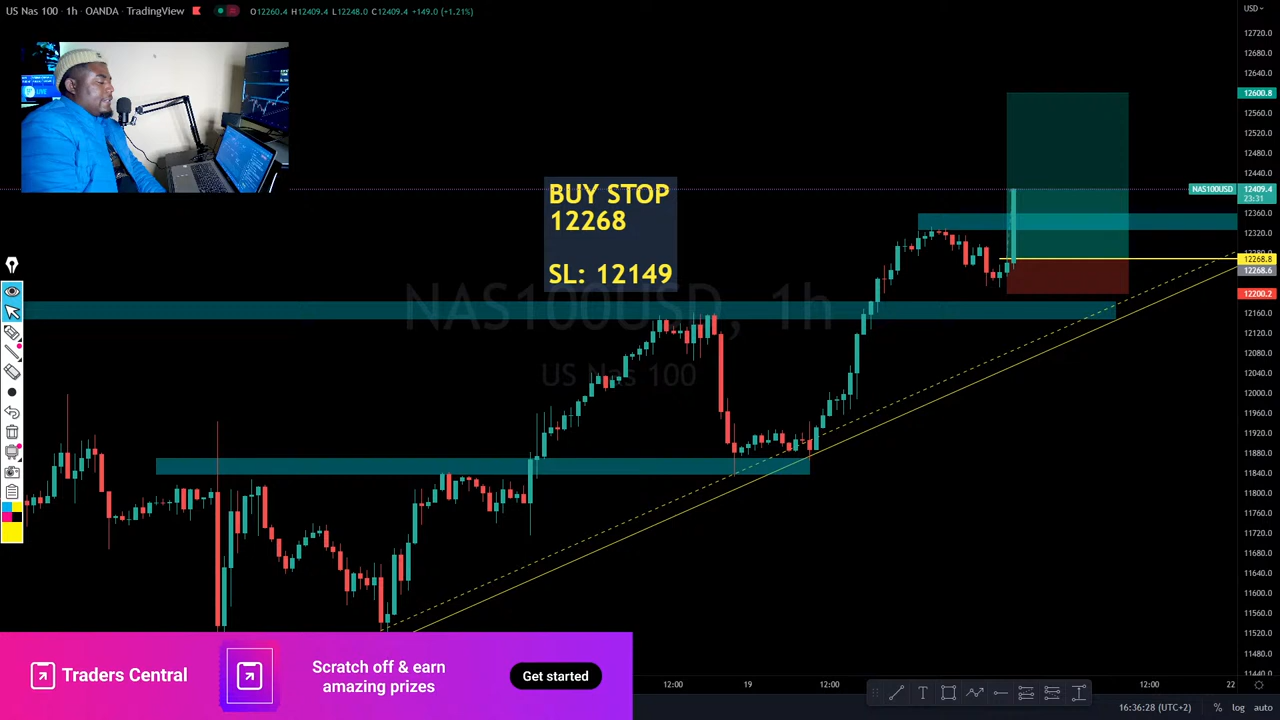 US Nas 100 · 1h · OANDA · TradingView
O12260.4 H12409.4 L12248.0 C12409.4 +149.0 (+1.21%)
USD
LIVE
BUY STOP
12268
SL: 12149
NAS100USD, 1h
US Nas 100
12720.0
12680.0
12640.0
12600.8
12560.0
12520.0
12480.0
12440.0
NAS100USD 12409.4
23:31
12360.0
12320.0
12268.8
12268.6
12200.2
12160.0
12120.0
12080.0
12040.0
12000.0
11960.0
11920.0
11880.0
11840.0
11800.0
11760.0
11720.0
11680.0
11640.0
11600.0
11560.0
11520.0
11480.0
Traders Central
Scratch off & earn
amazing prizes
Get started
12:00 19 12:00 12:00 22
T
16:36:28 (UTC+2) % log auto